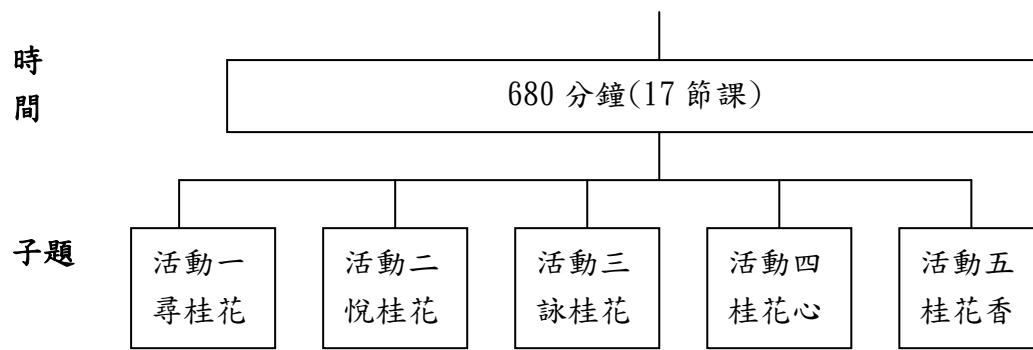 時
間
680 分鐘(17 節課)
子題
活動一
尋桂花
活動二
悅桂花
活動三
詠桂花
活動四
桂花心
活動五
桂花香